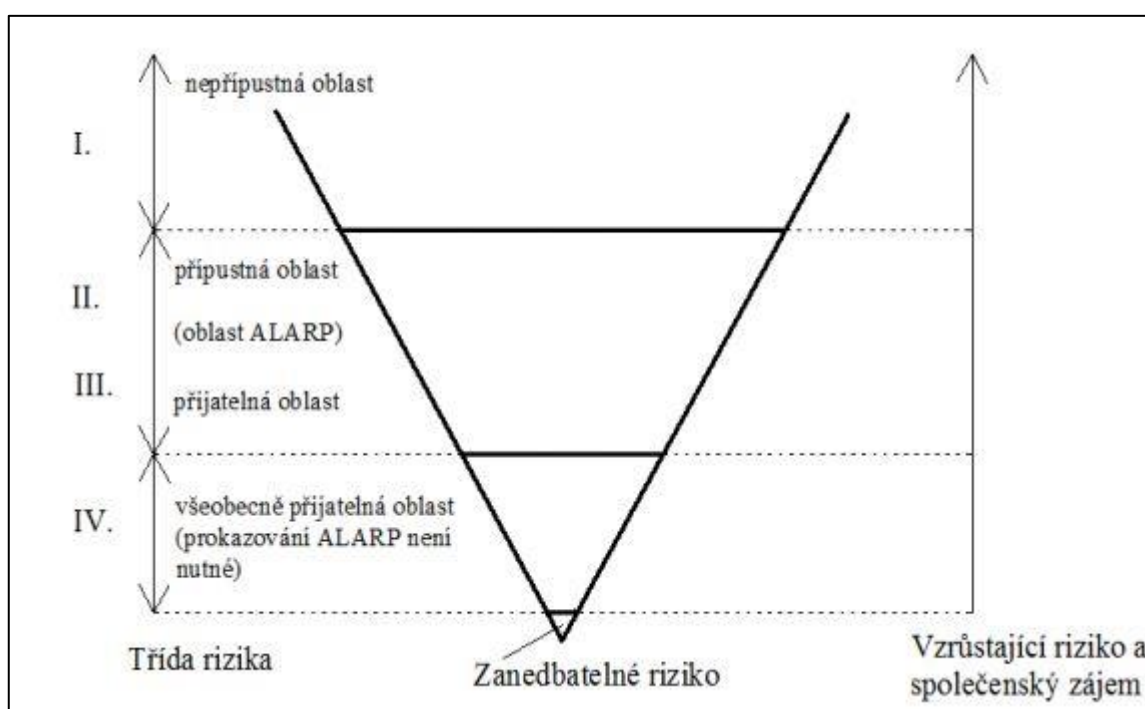 nepřípustná oblast
I.
přípustná oblast
II.
(oblast ALARP)
III.
přijatelná oblast
všeobecně přijatelná oblast
IV.
(prokazování ALARP není
nutné)
Třída rizika
Zanedbatelné riziko
Vzrůstající riziko a
společenský zájem